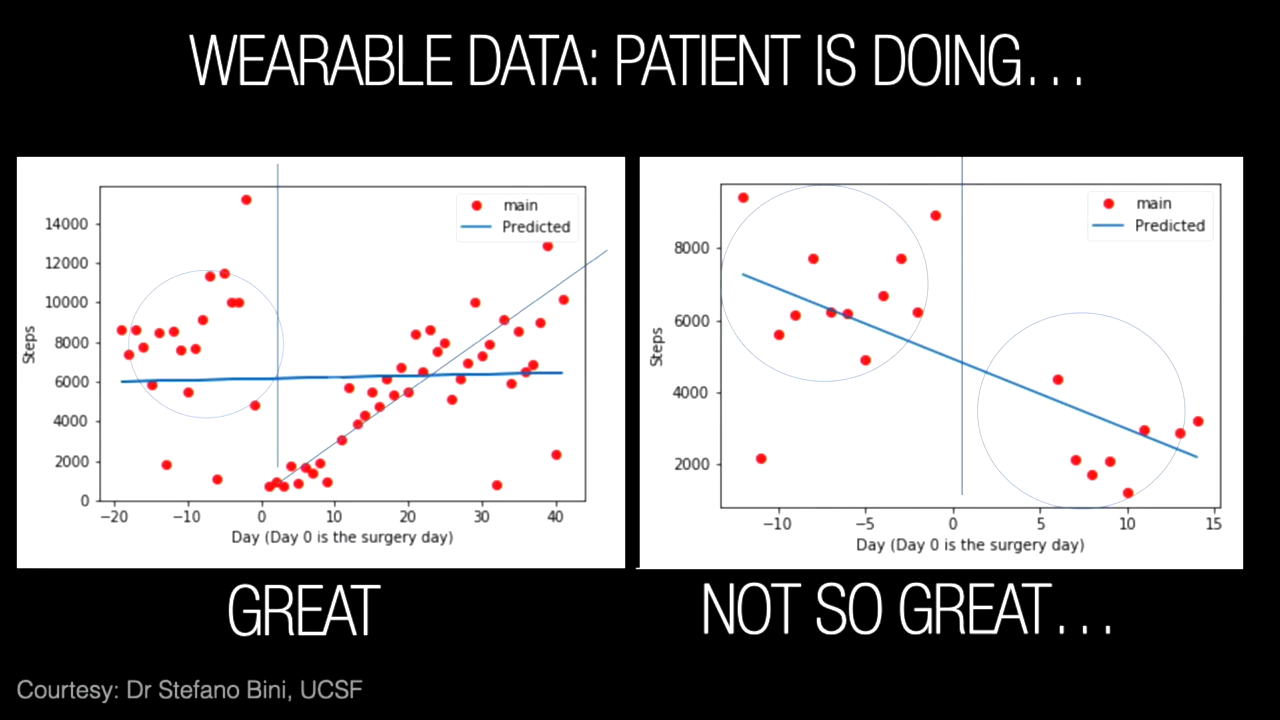 WEARABLE DATA: PATIENT IS DOING...
main
Predicted
14000
12000
10000
8000
6000
4000
2000
0
Steps
−20
−10
0
10
20
30
40
Day (Day 0 is the surgery day)
main
Predicted
8000
6000
4000
2000
Steps
−10
−5
0
5
10
15
Day (Day 0 is the surgery day)
GREAT
NOT SO GREAT...
Courtesy: Dr Stefano Bini, UCSF